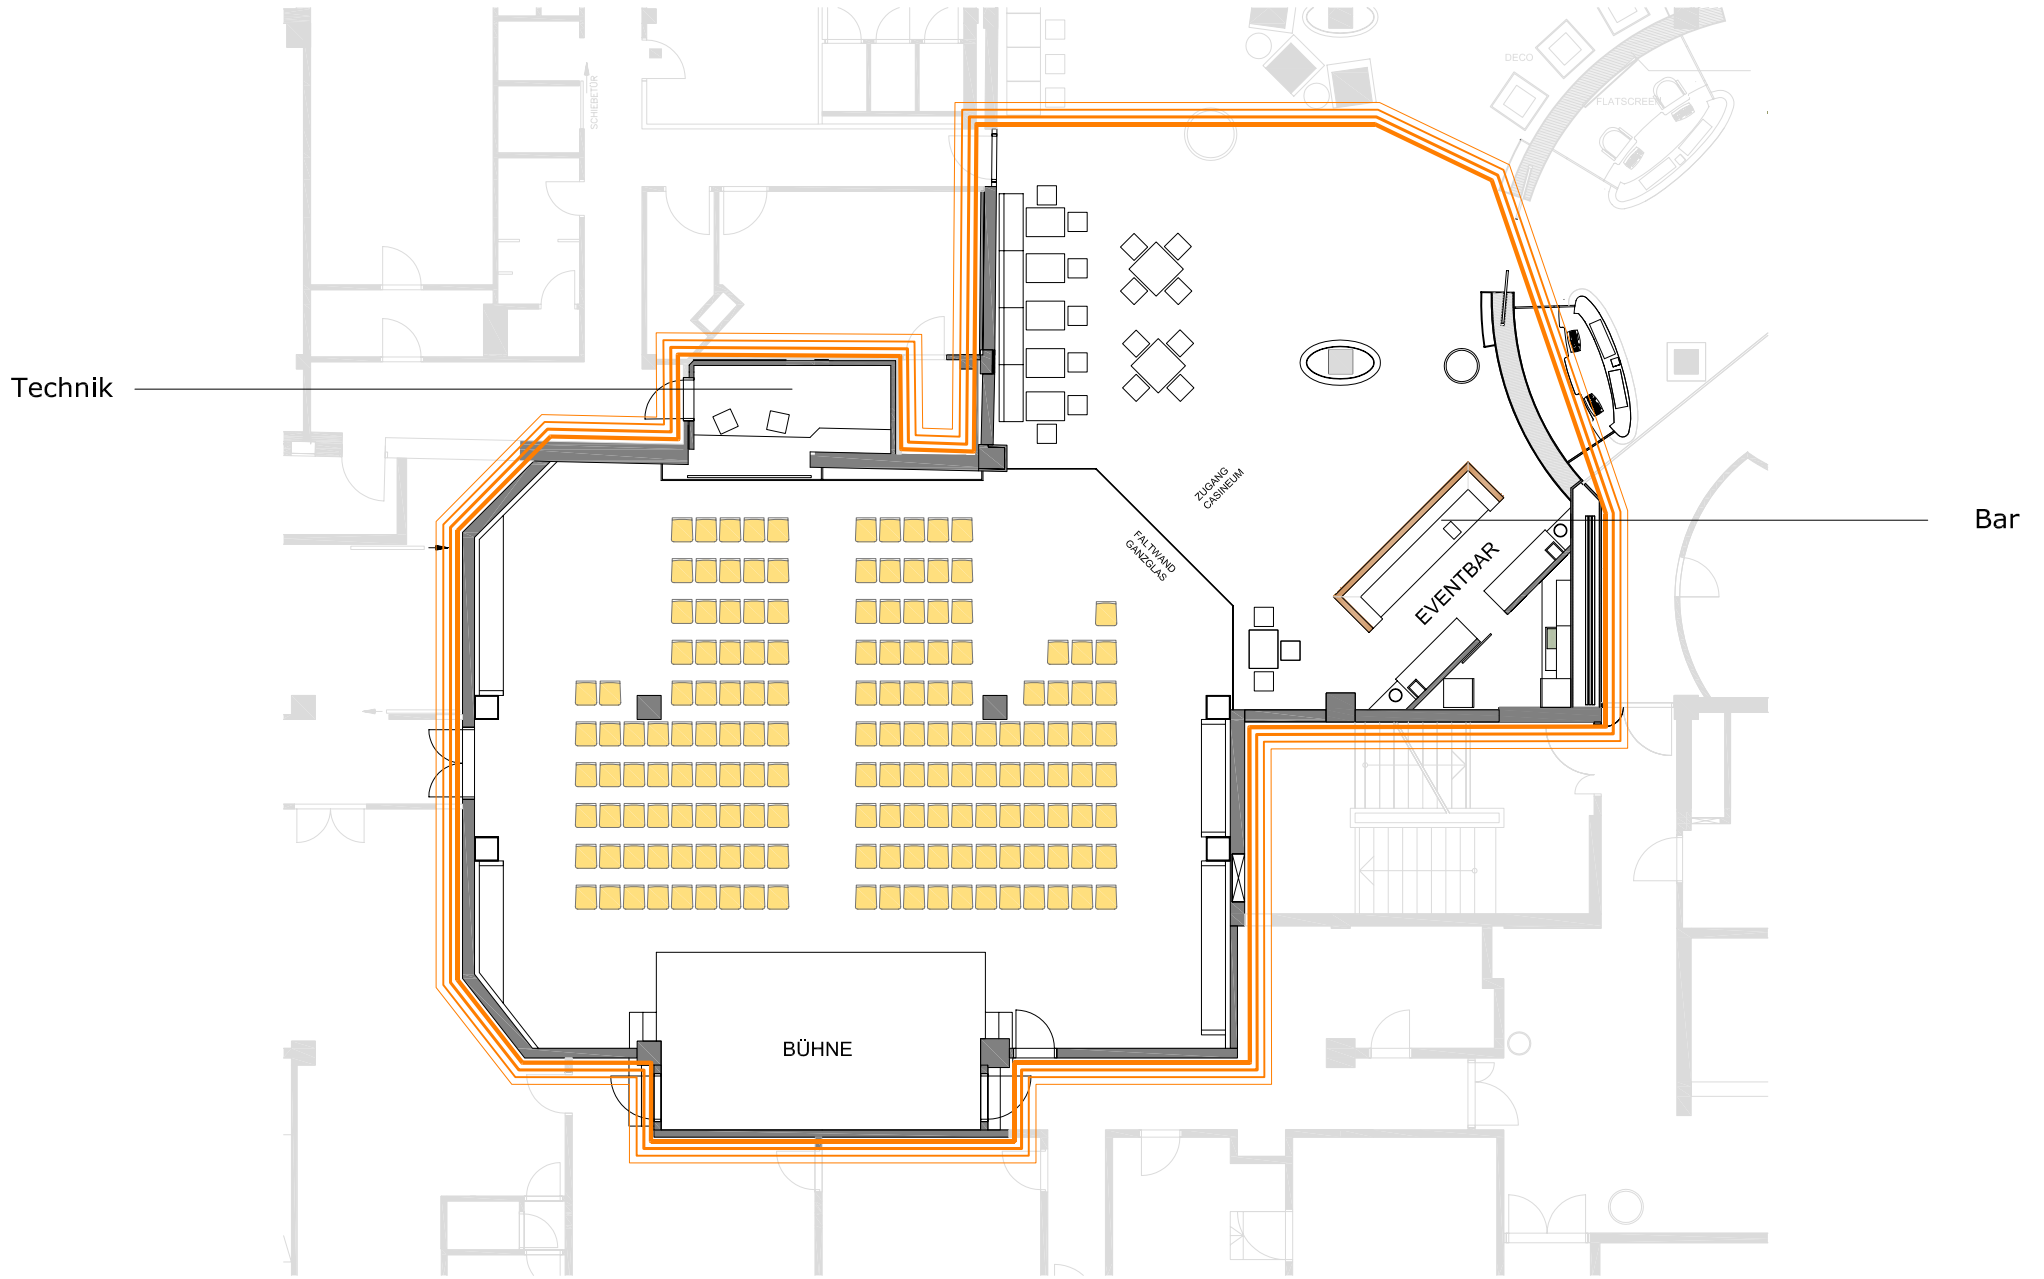 DECO
FLATSCREEN
SCHIEBETÜR
Technik
ZUGANG
CASINEUM
FALTWAND
GANZGLAS
Bar
EVENTBAR
BÜHNE